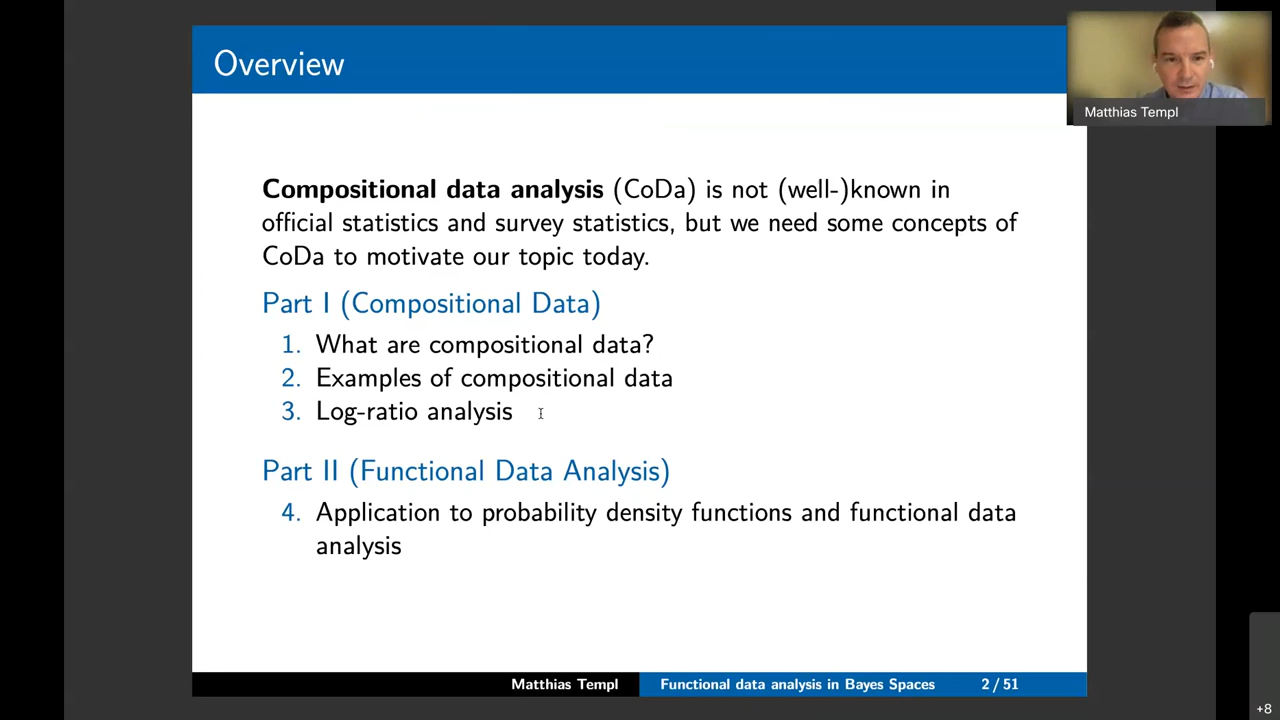 Overview
Matthias Templ
Compositional data analysis (CoDa) is not (well-)known in
official statistics and survey statistics, but we need some concepts of
CoDa to motivate our topic today.
Part I (Compositional Data)
1. What are compositional data?
2. Examples of compositional data
3. Log-ratio analysis
Part II (Functional Data Analysis)
4. Application to probability density functions and functional data
analysis
Matthias Templ Functional data analysis in Bayes Spaces 2 / 51
+8